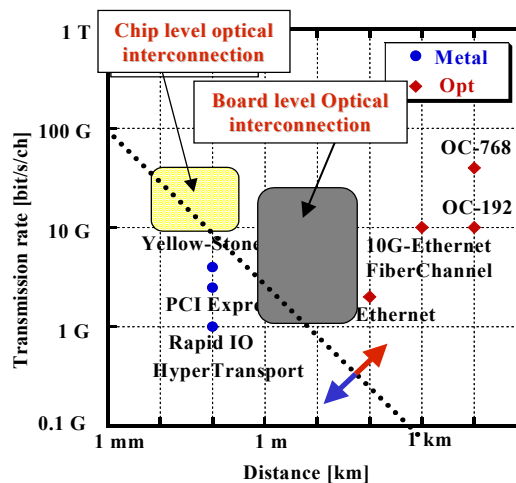 Chip level optical
interconnection
Board level Optical
interconnection
Metal
Opt
Transmission rate [bit/s/ch]
1 T
100 G
10 G
1 G
0.1 G
OC-768
OC-192
Yellow-Stone
10G-Ethernet
FiberChannel
PCI Expre
Ethernet
Rapid IO
HyperTransport
1 mm
1 m
1 km
Distance [km]